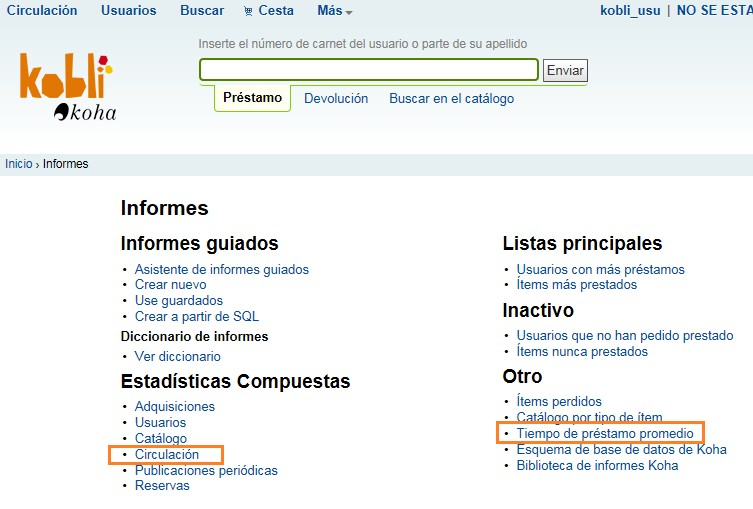 Circulación Usuarios Buscar Cesta Más kobli_usu | NO SE ESTA
Inserte el número de carnet del usuario o parte de su apellido
Enviar
kobli
koha
Préstamo Devolución Buscar en el catálogo
Inicio › Informes
Informes
Informes guiados
• Asistente de informes guiados
• Crear nuevo
• Use guardados
• Crear a partir de SQL
Diccionario de informes
• Ver diccionario
Estadísticas Compuestas
• Adquisiciones
• Usuarios
• Catálogo
• Circulación
• Publicaciones periódicas
• Reservas
Listas principales
• Usuarios con más préstamos
• Ítems más prestados
Inactivo
• Usuarios que no han pedido prestado
• Ítems nunca prestados
Otro
• Ítems perdidos
• Catálogo por tipo de ítem
• Tiempo de préstamo promedio
• Esquema de base de datos de Koha
• Biblioteca de informes Koha